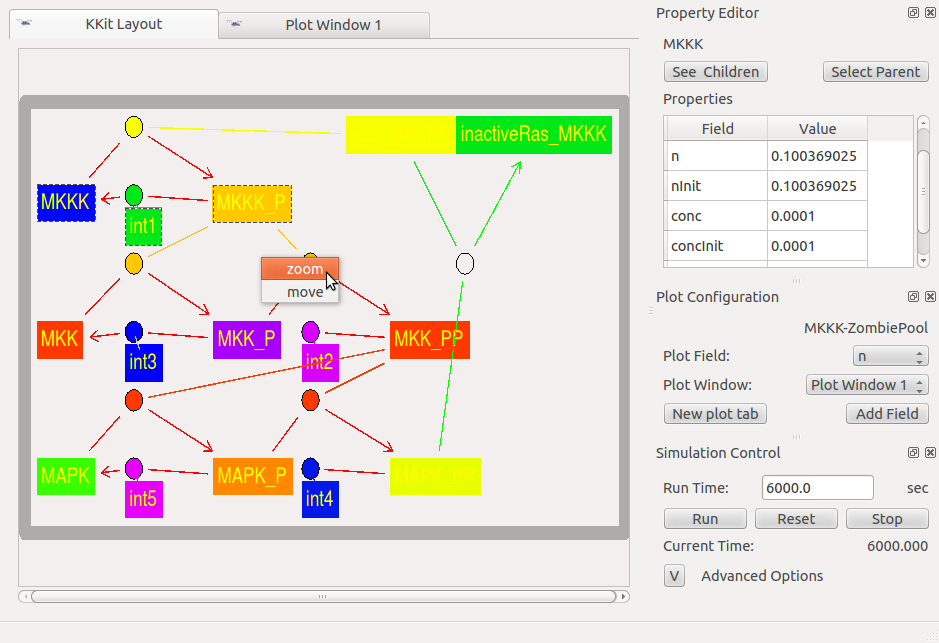 KKit Layout
Plot Window 1
inactiveRas_MKKK
MKKK
MKKK_P
int1
zoom
move
MKK
MKK_P
MKK_PP
int3
int2
MAPK
MAPK_P
MAPK_PP
int5
int4
Property Editor
MKKK
See Children
Select Parent
Properties
Field Value
n 0.100369025
nInit 0.100369025
conc 0.0001
concInit 0.0001
Plot Configuration
MKKK-ZombiePool
Plot Field: n
Plot Window: Plot Window 1
New plot tab
Add Field
Simulation Control
Run Time: 6000.0 sec
Run
Reset
Stop
Current Time: 6000.000
V Advanced Options